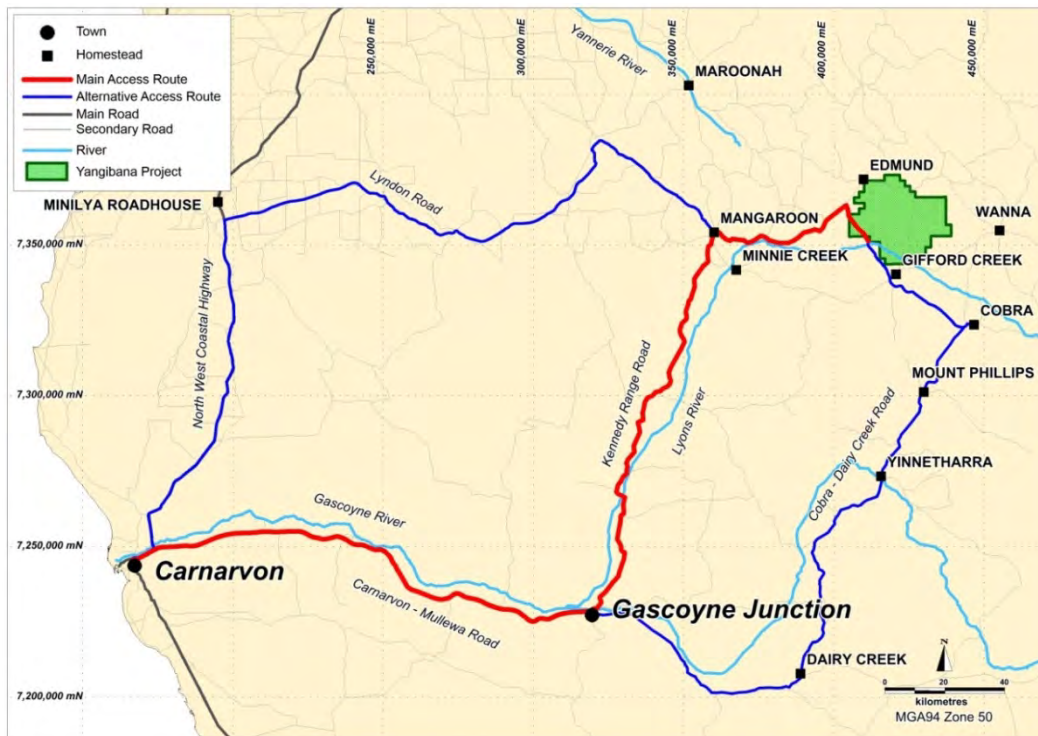 Town
Homestead
Main Access Route
Alternative Access Route
Main Road
Secondary Road
River
Yangibana Project
250,000 mE
300,000 mE
350,000 mE
400,000 mE
450,000 mE
Yannerie River
MAROONAH
EDMUND
MINILYA ROADHOUSE
Lyndon Road
WANNA
MANGAROON
7,350,000 mN
MINNIE CREEK
GIFFORD CREEK
COBRA
North West Coastal Highway
Kennedy Range Road
Lyons River
7,300,000 mN
MOUNT PHILLIPS
Cobra - Dairy Creek Road
YINNETHARRA
Gascoyne River
7,250,000 mN
Carnarvon
Carnarvon - Mullewa Road
Gascoyne Junction
DAIRY CREEK
N
7,200,000 mN
0 20 40
kilometres
MGA94 Zone 50